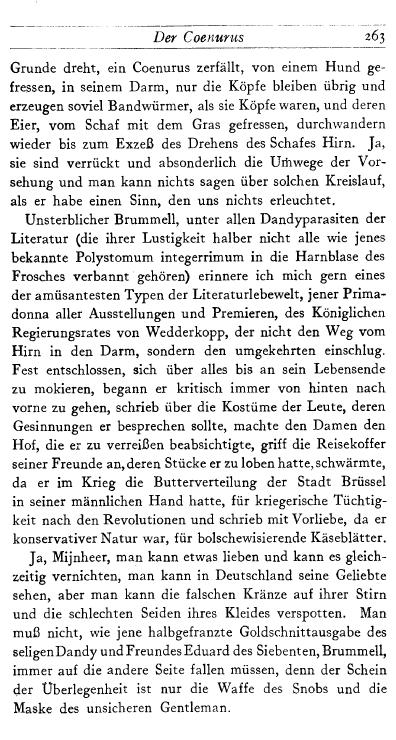 Der Coenurus 263
Grunde dreht, ein Coenurus zerfällt, von einem Hund ge-
fressen, in seinem Darm, nur die Köpfe bleiben übrig und
erzeugen soviel Bandwürmer, als sie Köpfe waren, und deren
Eier, vom Schaf mit dem Gras gefressen, durchwandern
wieder bis zum Exzeß des Drehens des Schafes Hirn. Ja,
sie sind verrückt und absonderlich die Umwege der Vor-
sehung und man kann nichts sagen über solchen Kreislauf,
als er habe einen Sinn, den uns nichts erleuchtet.
Unsterblicher Brummell, unter allen Dandyparasiten der
Literatur (die ihrer Lustigkeit halber nicht alle wie jenes
bekannte Polystomum integerrimum in die Harnblase des
Frosches verbannt gehören) erinnere ich mich gern eines
der amüsantesten Typen der Literaturlebewelt, jener Prima-
donna aller Ausstellungen und Premieren, des Königlichen
Regierungsrates von Wedderkopp, der nicht den Weg vom
Hirn in den Darm, sondern den umgekehrten einschlug.
Fest entschlossen, sich über alles bis an sein Lebensende
zu mokieren, begann er kritisch immer von hinten nach
vorne zu gehen, schrieb über die Kostüme der Leute, deren
Gesinnungen er besprechen sollte, machte den Damen den
Hof, die er zu verreißen beabsichtigte, griff die Reisekoffer
seiner Freunde an, deren Stücke er zu loben hatte, schwärmte,
da er im Krieg die Butterverteilung der Stadt Brüssel
in seiner männlichen Hand hatte, für kriegerische Tüchtig-
keit nach den Revolutionen und schrieb mit Vorliebe, da er
konservativer Natur war, für bolschewisierende Käseblätter.
Ja, Mijnheer, man kann etwas lieben und kann es gleich-
zeitig vernichten, man kann in Deutschland seine Geliebte
sehen, aber man kann die falschen Kränze auf ihrer Stirn
und die schlechten Seiden ihres Kleides verspotten. Man
muß nicht, wie jene halbgefranzte Goldschnittausgabe des
seligen Dandy und Freundes Eduard des Siebenten, Brummell,
immer auf die andere Seite fallen müssen, denn der Schein
der Überlegenheit ist nur die Waffe des Snobs und die
Maske des unsicheren Gentleman.